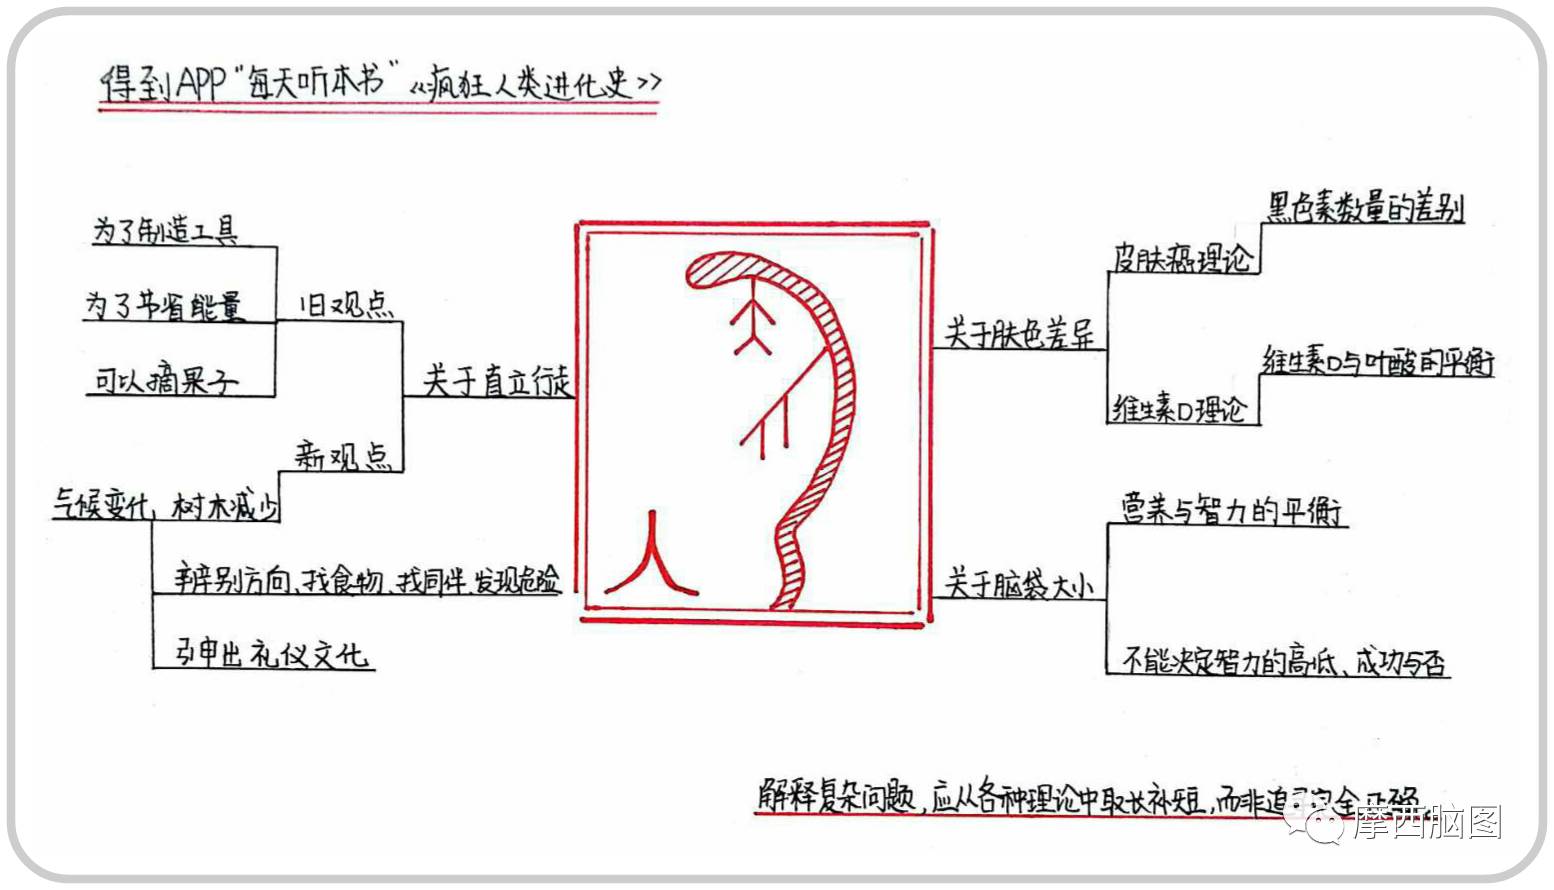 得到APP“每天听本书”《疯狂人类进化史》
为了制造工具
为了节省能量
可以摘果子
旧观点
关于直立行走
新观点
气候变化，树木减少
辨别方向、找食物、找同伴、发现危险
引申出礼仪文化
关于肤色差异
皮肤癌理论
黑色素数量的差别
维生素D理论
维生素D与叶酸的平衡
关于脑袋大小
营养与智力的平衡
不能决定智力的高低、成功与否
解释复杂问题，应从各种理论中取长补短，而非追
摩西脑图